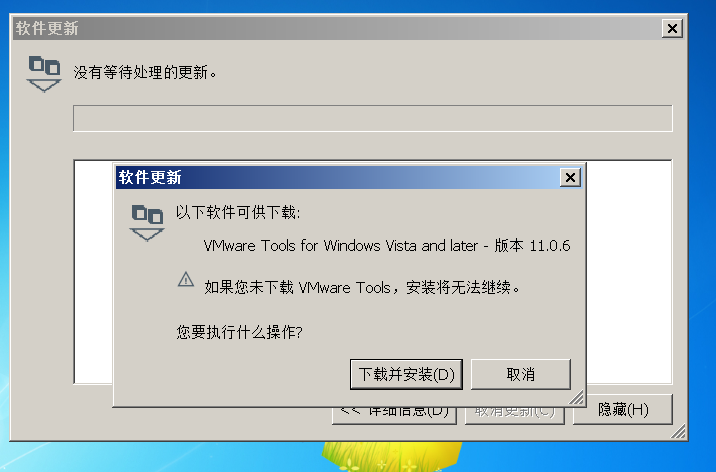 软件更新
没有等待处理的更新。
软件更新
以下软件可供下载:
VMware Tools for Windows Vista and later - 版本 11.0.6
如果您未下载 VMware Tools，安装将无法继续。
您要执行什么操作?
下载并安装(D)
取消
<< 详细信息(D)
取消更新(C)
隐藏(H)